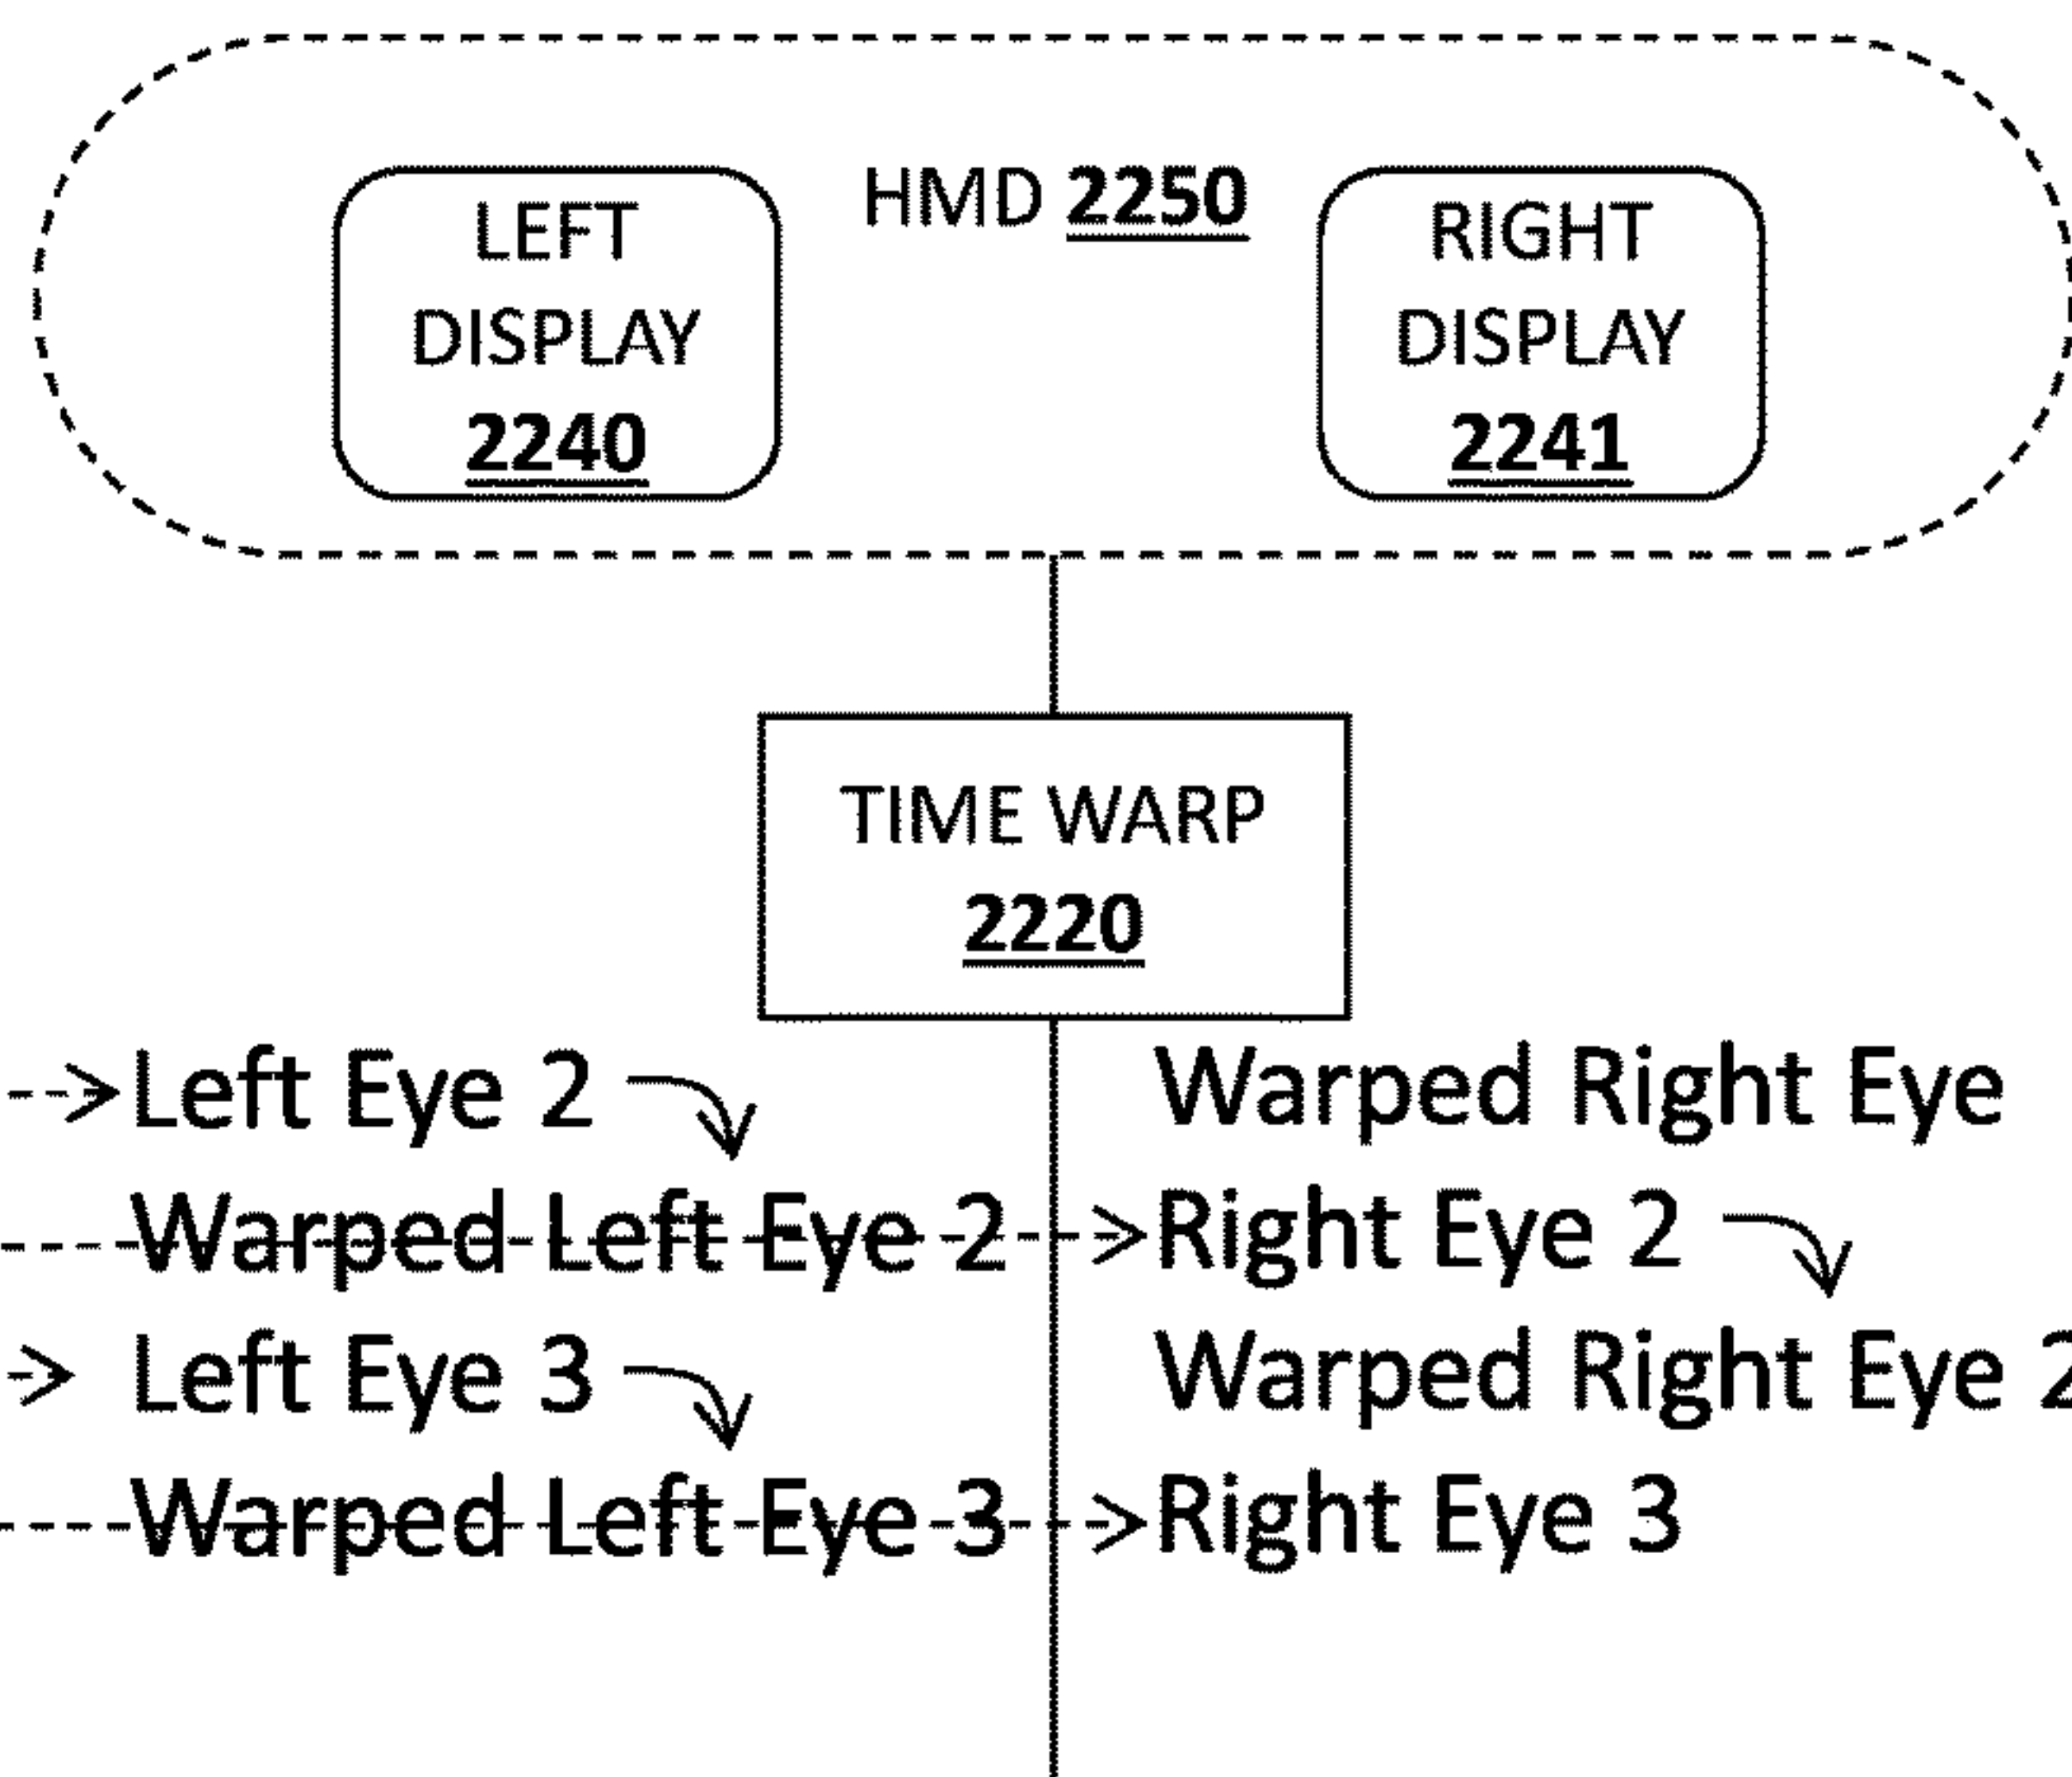 HMD 2250
LEFT
DISPLAY
2240
RIGHT
DISPLAY
2241
TIME WARP
2220
Left Eye 2
Warped Left Eye 2
Left Eye 3
Warped Left Eye 3
Warped Right Eye
Right Eye 2
Warped Right Eye 2
Right Eye 3